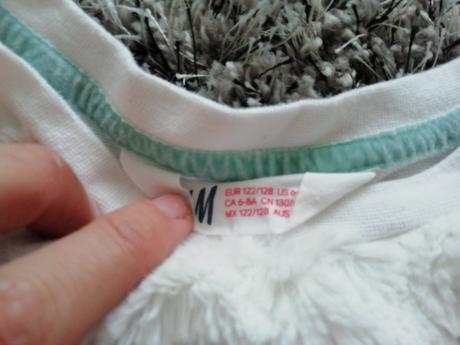 M
EUR 122/128 US
CA 6-8A CN 130/
MX 122/128 AUS